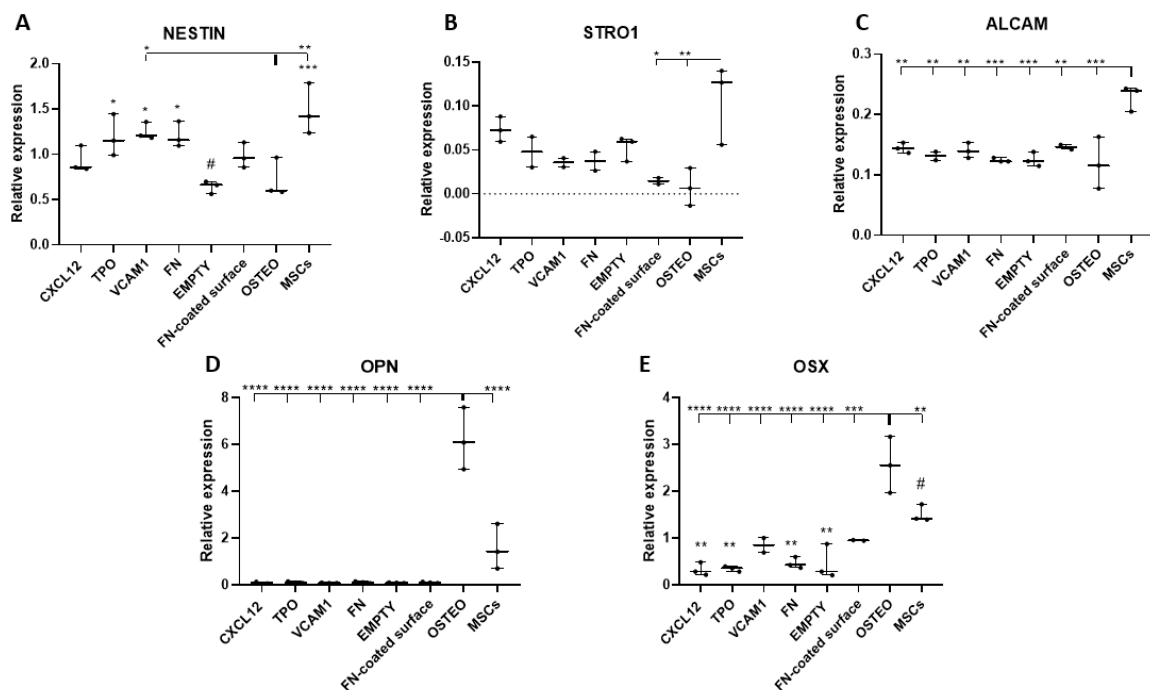 A
NESTIN
* **
***
* * *
#
Relative expression
2.0
1.5
1.0
0.5
0.0
CXCL12 TPO VCAM1 FN EMPTY FN-coated surface OSTEO MSCs
B
STRO1
* **
Relative expression
0.15
0.10
0.05
0.00
-0.05
CXCL12 TPO VCAM1 FN EMPTY FN-coated surface OSTEO MSCs
C
ALCAM
** ** ** *** *** ** ***
Relative expression
0.3
0.2
0.1
0.0
CXCL12 TPO VCAM1 FN EMPTY FN-coated surface OSTEO MSCs
D
OPN
**** **** **** **** **** **** ****
Relative expression
8
6
4
2
0
CXCL12 TPO VCAM1 FN EMPTY FN-coated surface OSTEO MSCs
E
OSX
**** **** **** **** **** *** **
#
** ** ** **
Relative expression
4
3
2
1
0
CXCL12 TPO VCAM1 FN EMPTY FN-coated surface OSTEO MSCs